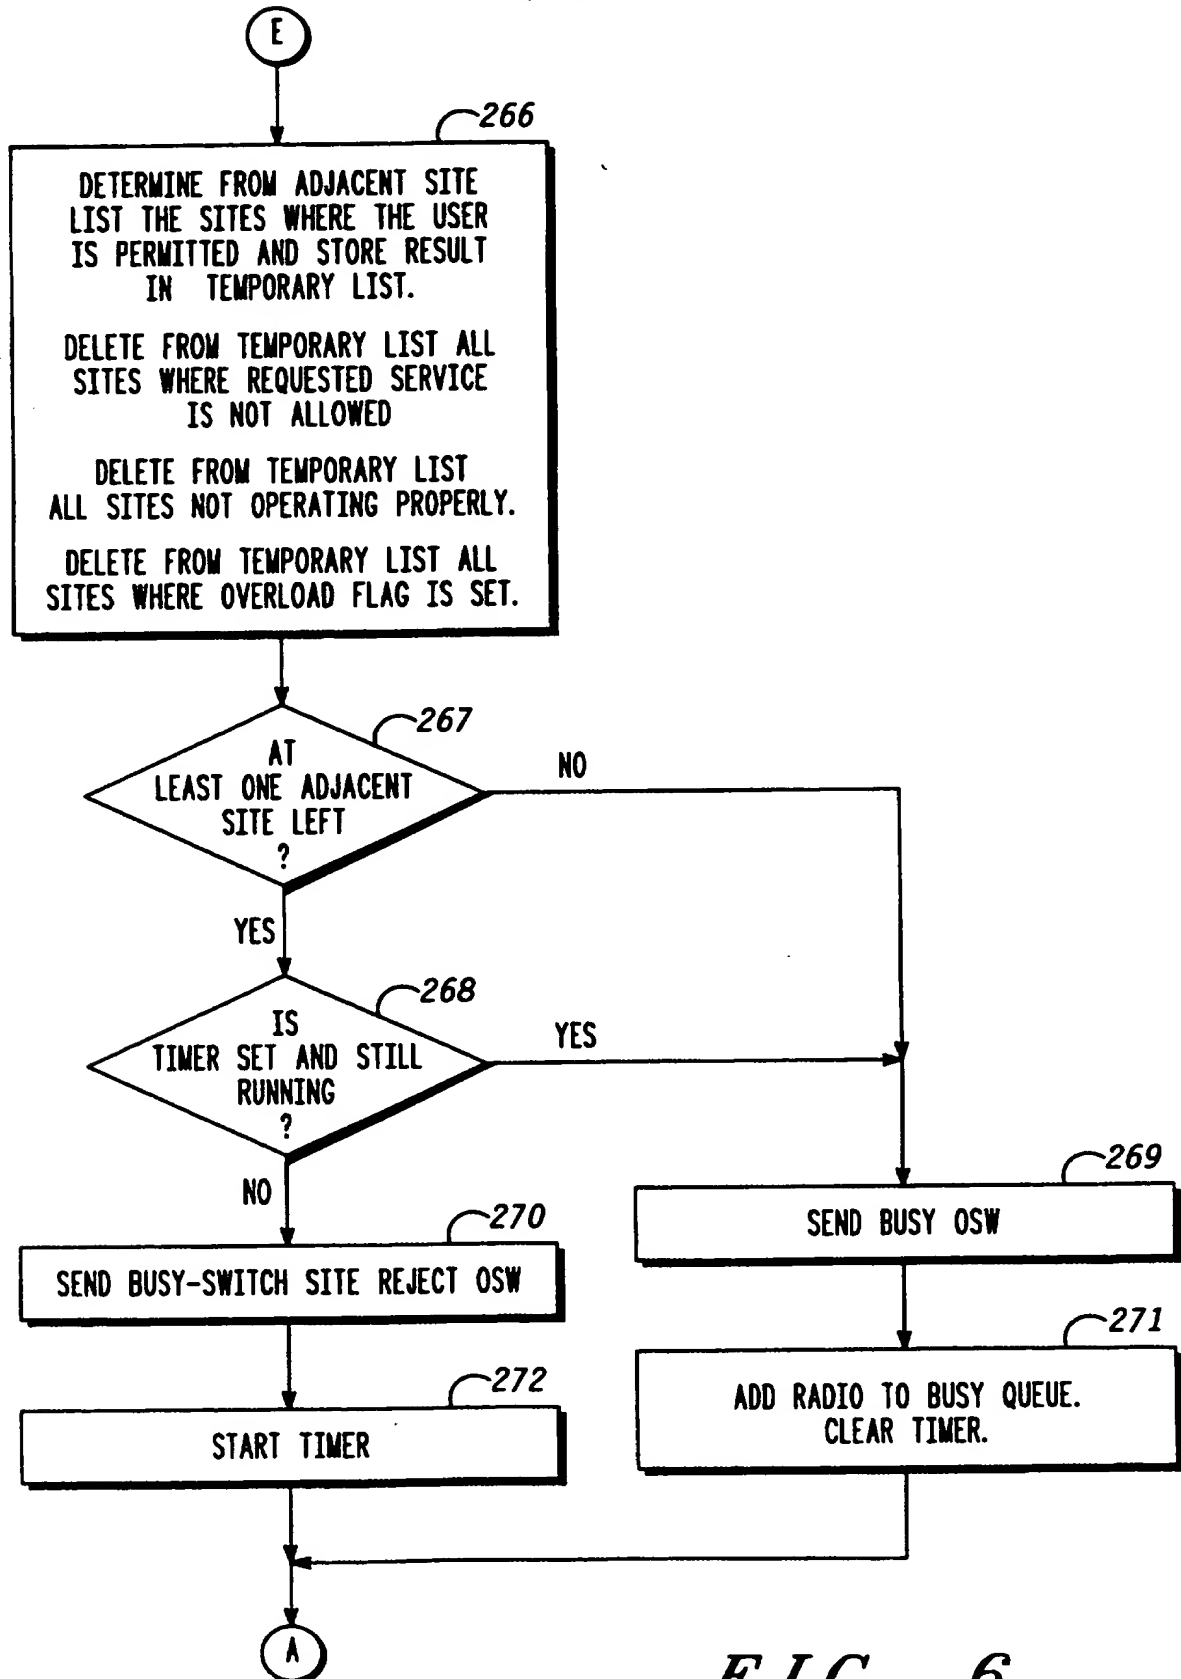 E
266
DETERMINE FROM ADJACENT SITE
LIST THE SITES WHERE THE USER
IS PERMITTED AND STORE RESULT
IN TEMPORARY LIST.
DELETE FROM TEMPORARY LIST ALL
SITES WHERE REQUESTED SERVICE
IS NOT ALLOWED
DELETE FROM TEMPORARY LIST
ALL SITES NOT OPERATING PROPERLY.
DELETE FROM TEMPORARY LIST ALL
SITES WHERE OVERLOAD FLAG IS SET.
267
AT
LEAST ONE ADJACENT
SITE LEFT
?
NO
YES
268
IS
TIMER SET AND STILL
RUNNING
?
YES
NO
269
SEND BUSY OSW
270
SEND BUSY-SWITCH SITE REJECT OSW
271
ADD RADIO TO BUSY QUEUE.
CLEAR TIMER.
272
START TIMER
A
FIG. 6